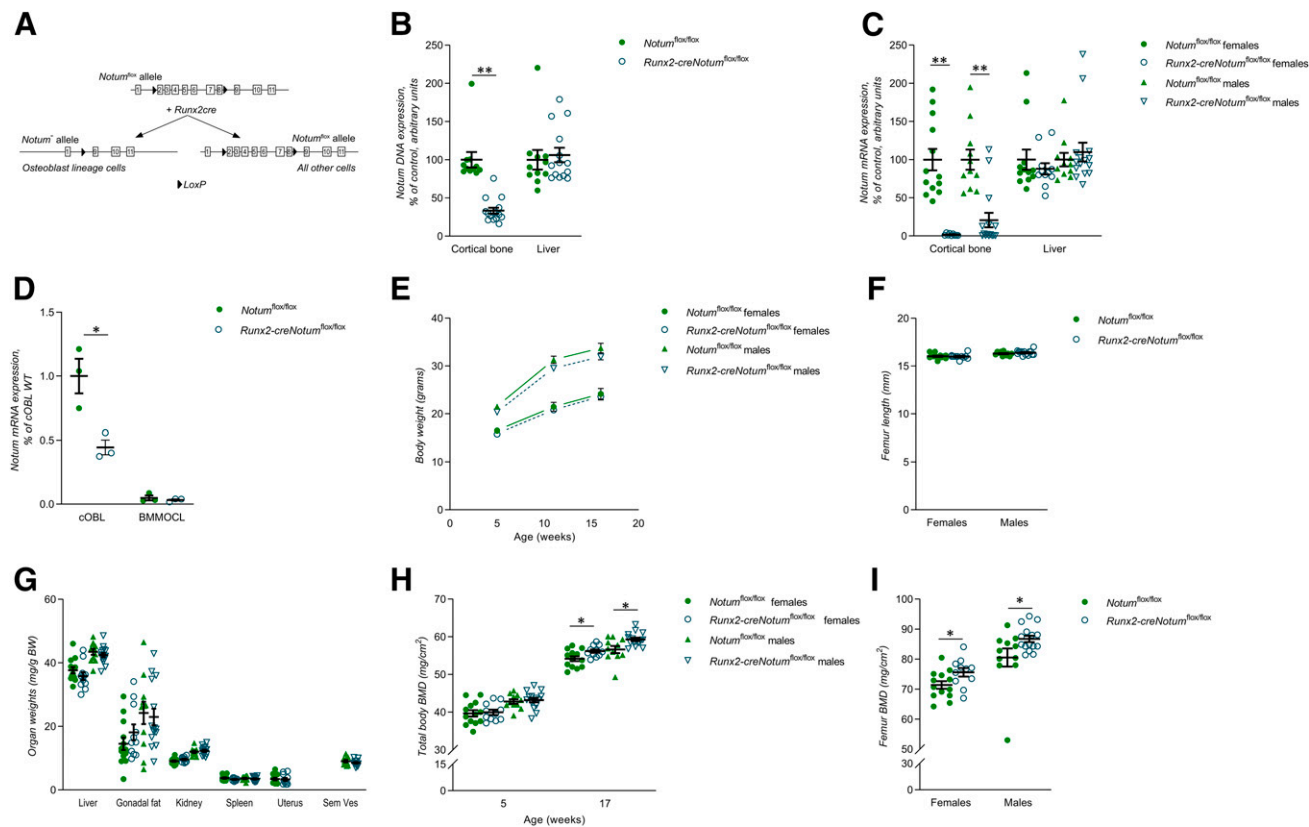 A
Notum^flox allele
1 2 3 4 5 6 7 8 9 10 11
+ Runx2cre
Notum^- allele
Notum^flox allele
1 9 10 11
1 2 3 4 5 6 7 8 9 10 11
Osteoblast lineage cells
All other cells
LoxP
B
Notum^flox/flox
Runx2-creNotum^flox/flox
Notum DNA expression,
% of control, arbitrary units
250
200
150
100
50
0
**
Cortical bone
Liver
C
Notum^flox/flox females
Runx2-creNotum^flox/flox females
Notum^flox/flox males
Runx2-creNotum^flox/flox males
Notum mRNA expression,
% of control, arbitrary units
250
200
150
100
50
0
** **
Cortical bone
Liver
D
Notum^flox/flox
Runx2-creNotum^flox/flox
Notum mRNA expression,
% of cOBL WT
1.5
1.0
0.5
0.0
*
cOBL
BMMOCL
E
Notum^flox/flox females
Runx2-creNotum^flox/flox females
Notum^flox/flox males
Runx2-creNotum^flox/flox males
Body weight (grams)
40
30
20
10
0
0 5 10 15 20
Age (weeks)
F
Notum^flox/flox
Runx2-creNotum^flox/flox
Femur length (mm)
20
15
10
5
0
Females
Males
G
Organ weights (mg/g BW)
60
40
20
0
Liver
Gonadal fat
Kidney
Spleen
Uterus
Sem Ves
H
Notum^flox/flox females
Runx2-creNotum^flox/flox females
Notum^flox/flox males
Runx2-creNotum^flox/flox males
Total body BMD (mg/cm²)
70
60
50
40
30
15
0
* *
5 17
Age (weeks)
I
Notum^flox/flox
Runx2-creNotum^flox/flox
Femur BMD (mg/cm²)
100
90
80
70
60
50
30
0
* *
Females
Males